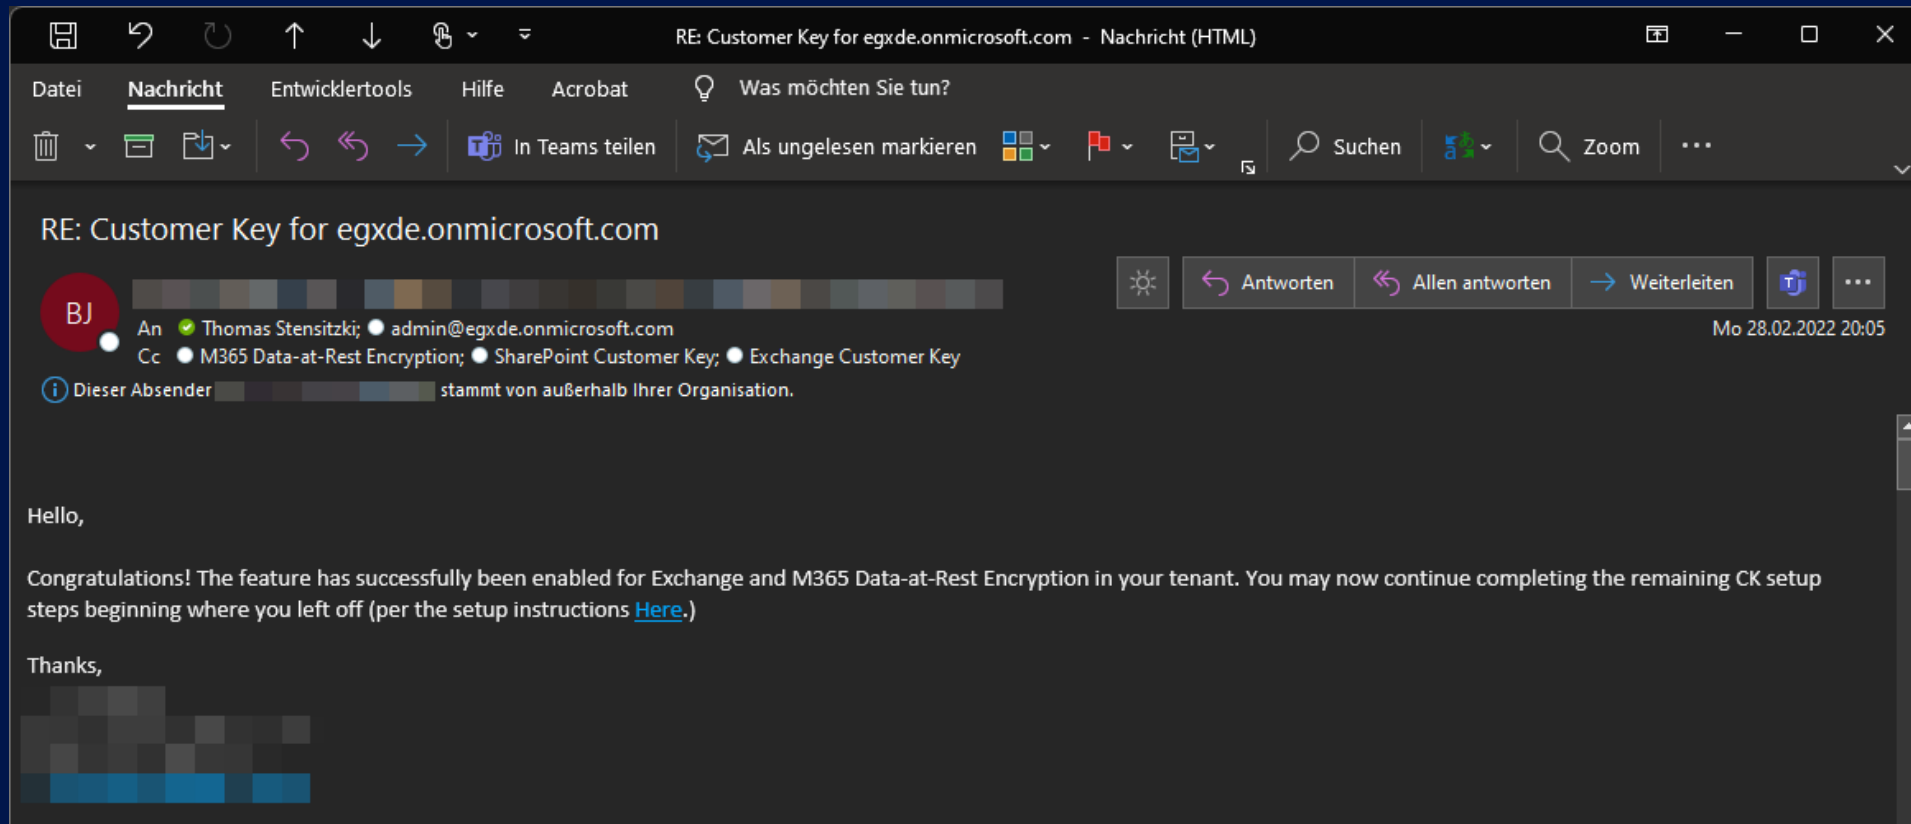 RE: Customer Key for egxde.onmicrosoft.com - Nachricht (HTML)
Datei Nachricht Entwicklertools Hilfe Acrobat Was möchten Sie tun?
In Teams teilen Als ungelesen markieren Suchen Zoom
RE: Customer Key for egxde.onmicrosoft.com
BJ
Antworten Allen antworten Weiterleiten
An Thomas Stensitzki; admin@egxde.onmicrosoft.com
Mo 28.02.2022 20:05
Cc M365 Data-at-Rest Encryption; SharePoint Customer Key; Exchange Customer Key
Dieser Absender stammt von außerhalb Ihrer Organisation.
Hello,
Congratulations! The feature has successfully been enabled for Exchange and M365 Data-at-Rest Encryption in your tenant. You may now continue completing the remaining CK setup
steps beginning where you left off (per the setup instructions Here.)
Thanks,